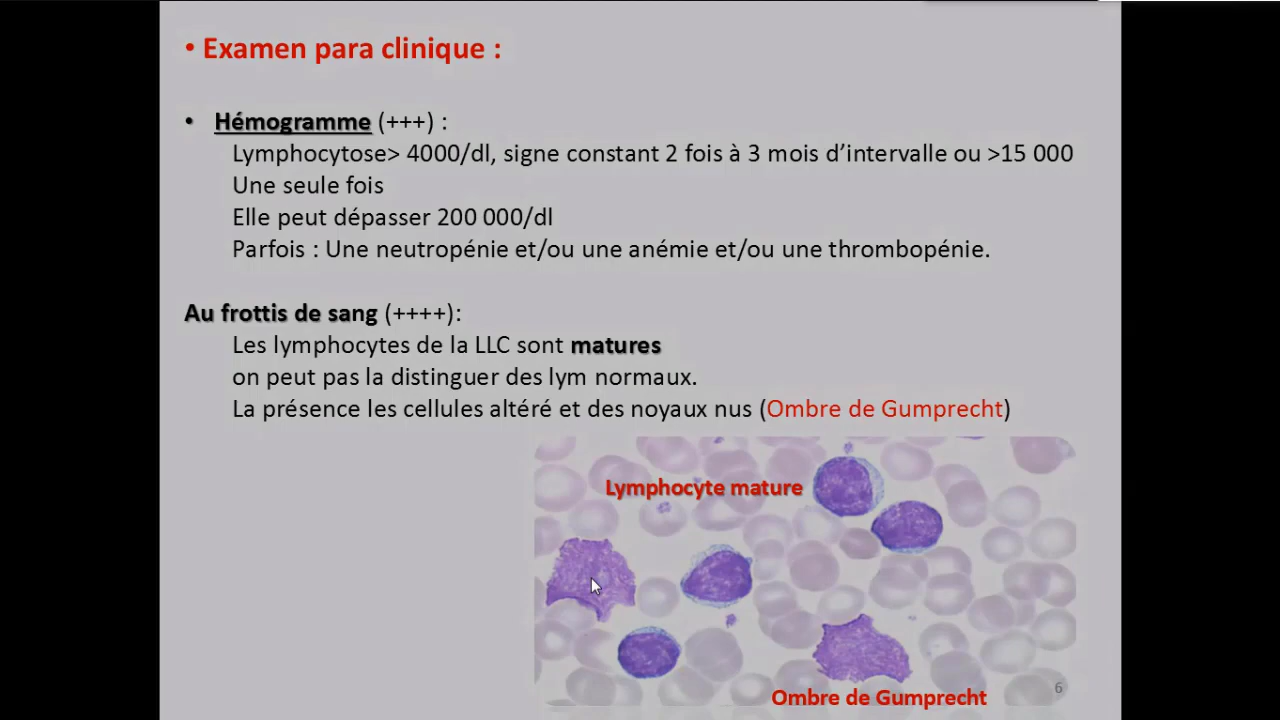 • Examen para clinique :
• Hémogramme (+++) :
Lymphocytose> 4000/dl, signe constant 2 fois à 3 mois d’intervalle ou >15 000
Une seule fois
Elle peut dépasser 200 000/dl
Parfois : Une neutropénie et/ou une anémie et/ou une thrombopénie.
Au frottis de sang (++++):
Les lymphocytes de la LLC sont matures
on peut pas la distinguer des lym normaux.
La présence les cellules altéré et des noyaux nus (Ombre de Gumprecht)
Lymphocyte mature
Ombre de Gumprecht
6